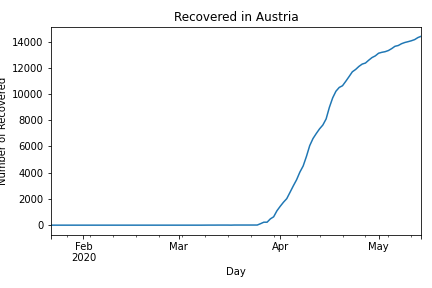 Recovered in Austria
Number of Recovered
14000
12000
10000
8000
6000
4000
2000
0
Feb
2020
Mar
Apr
May
Day